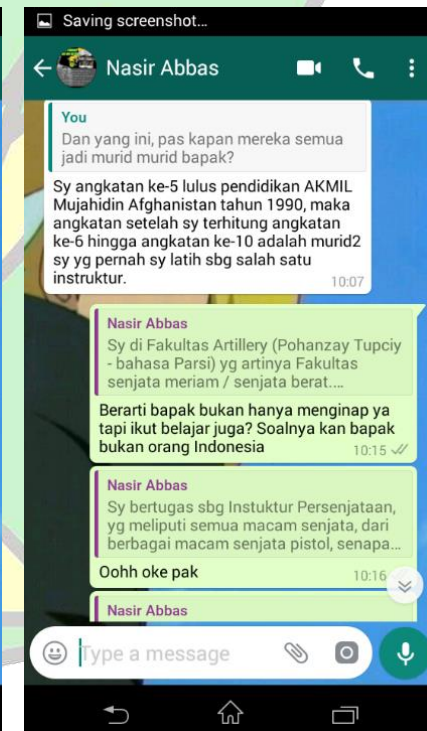 Saving screenshot...
Nasir Abbas
You
Dan yang ini, pas kapan mereka semua
jadi murid murid bapak?
Sy angkatan ke-5 lulus pendidikan AKMIL
Mujahidin Afghanistan tahun 1990, maka
angkatan setelah sy terhitung angkatan
ke-6 hingga angkatan ke-10 adalah murid2
sy yg pernah sy latih sbg salah satu
instruktur.
10:07
Nasir Abbas
Sy di Fakultas Artillery (Pohanzay Tupciy
- bahasa Parsi) yg artinya Fakultas
senjata meriam / senjata berat....
Berarti bapak bukan hanya menginap ya
tapi ikut belajar juga? Soalnya kan bapak
bukan orang Indonesia
10:15
Nasir Abbas
Sy bertugas sbg Instuktur Persenjataan,
yg meliputi semua macam senjata, dari
berbagai macam senjata pistol, senapa...
Oohh oke pak
10:16
Nasir Abbas
Type a message